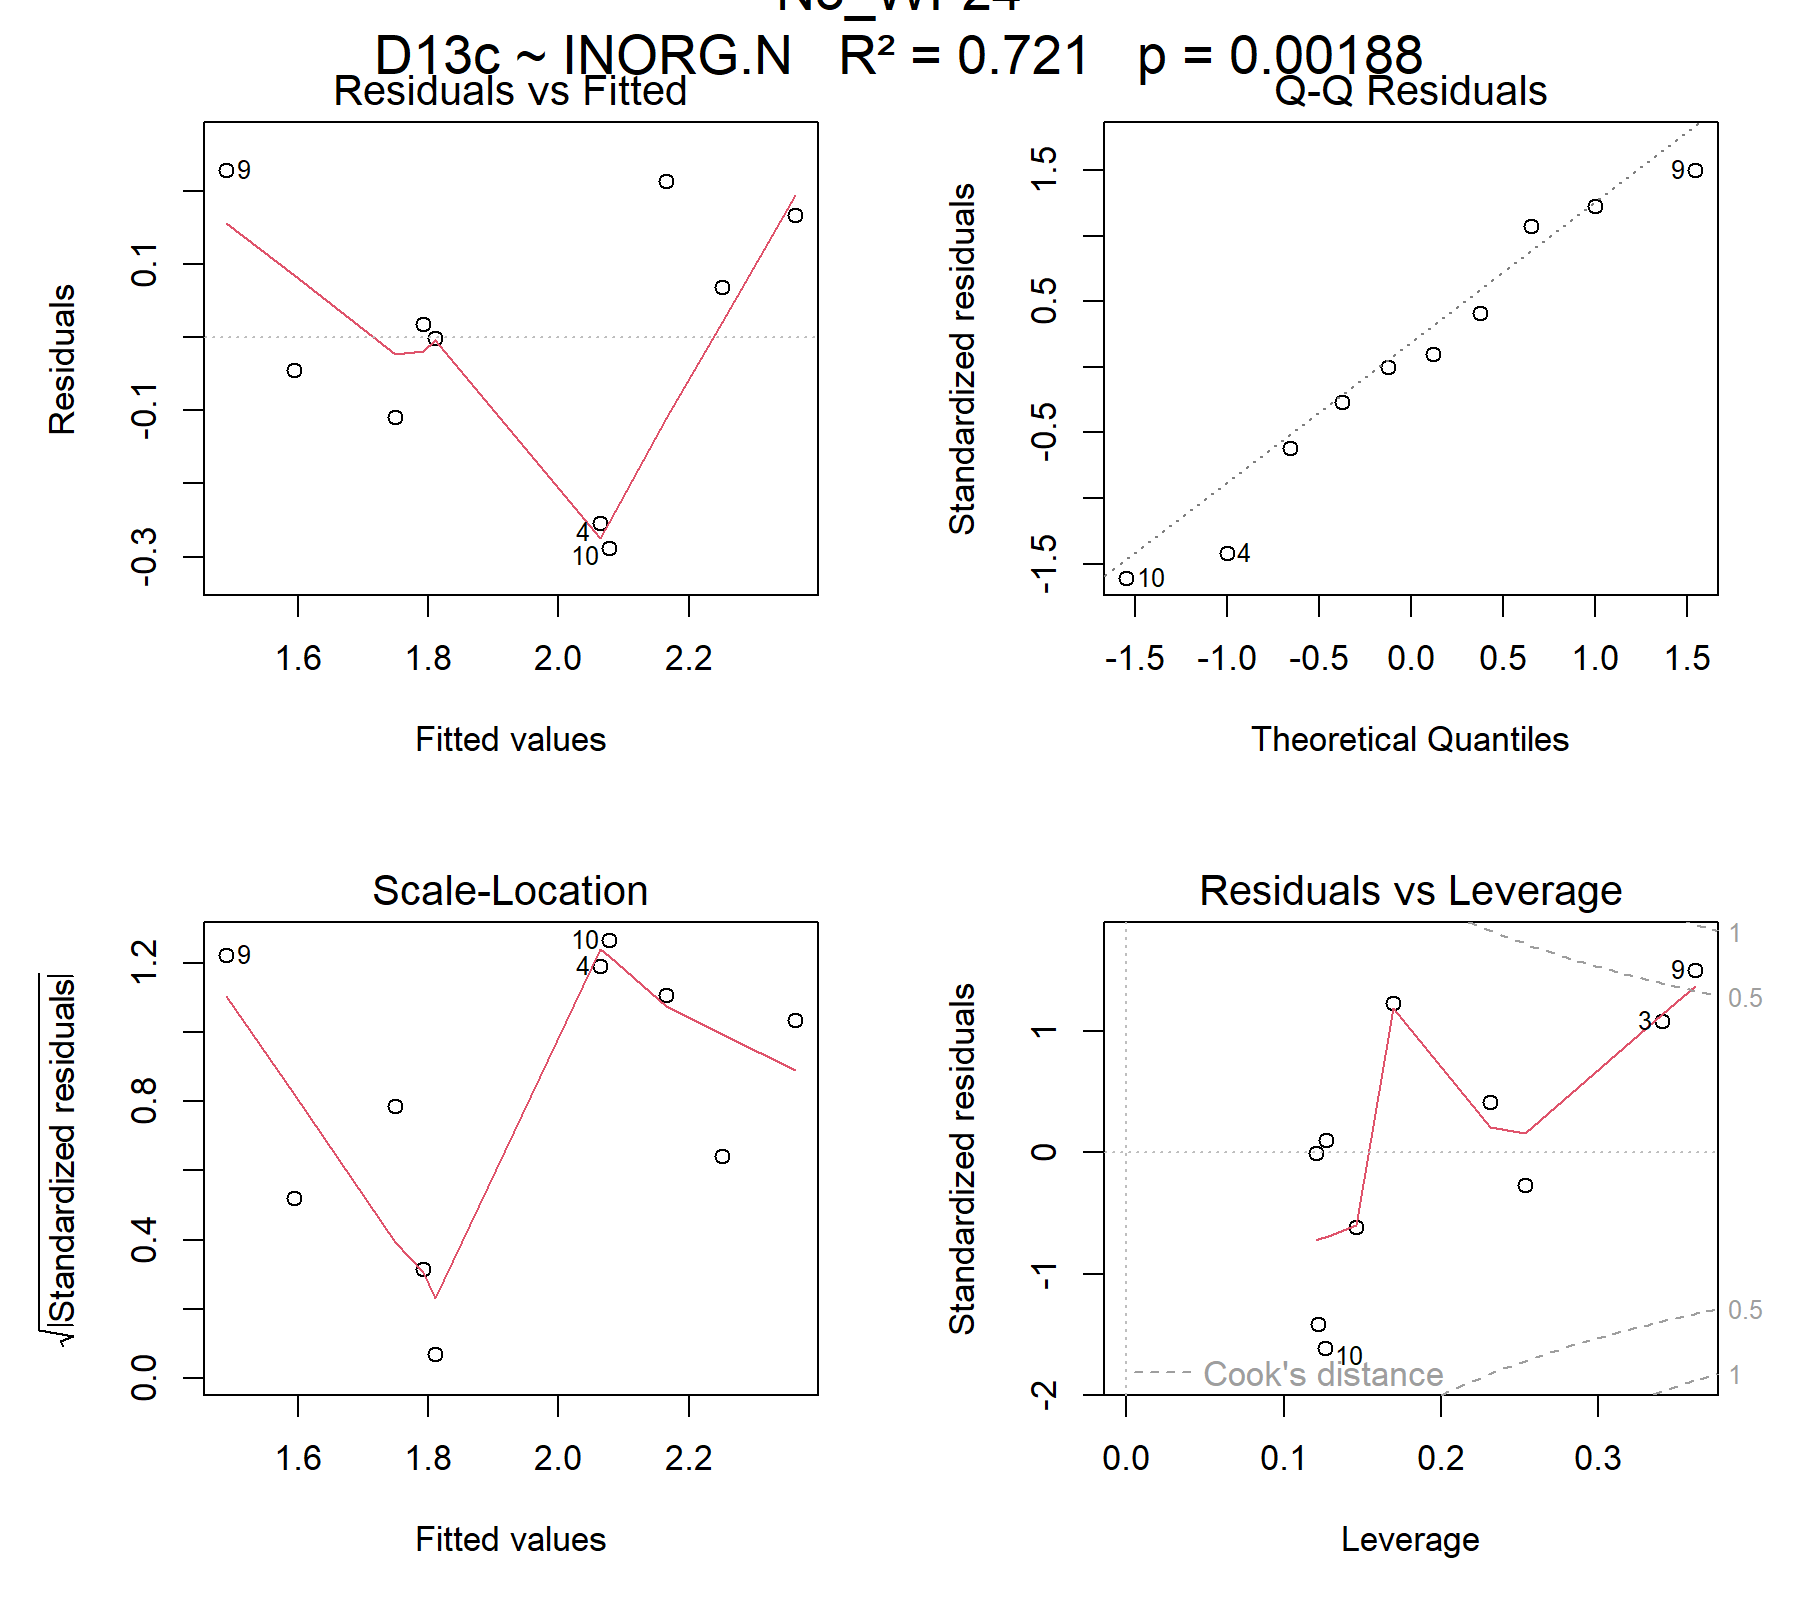 D13c ~ INORG.N R² = 0.721 p = 0.00188
Residuals vs Fitted
Residuals
0.1
-0.1
-0.3
9
4
10
1.6 1.8 2.0 2.2
Fitted values
Q-Q Residuals
Standardized residuals
1.5
0.5
-0.5
-1.5
9
4
10
-1.5 -1.0 -0.5 0.0 0.5 1.0 1.5
Theoretical Quantiles
Scale-Location
√|Standardized residuals|
1.2
0.8
0.4
0.0
9
10
4
1.6 1.8 2.0 2.2
Fitted values
Residuals vs Leverage
Standardized residuals
1
0
-1
-2
1
9
0.5
3
0.5
10
Cook's distance
1
0.0 0.1 0.2 0.3
Leverage